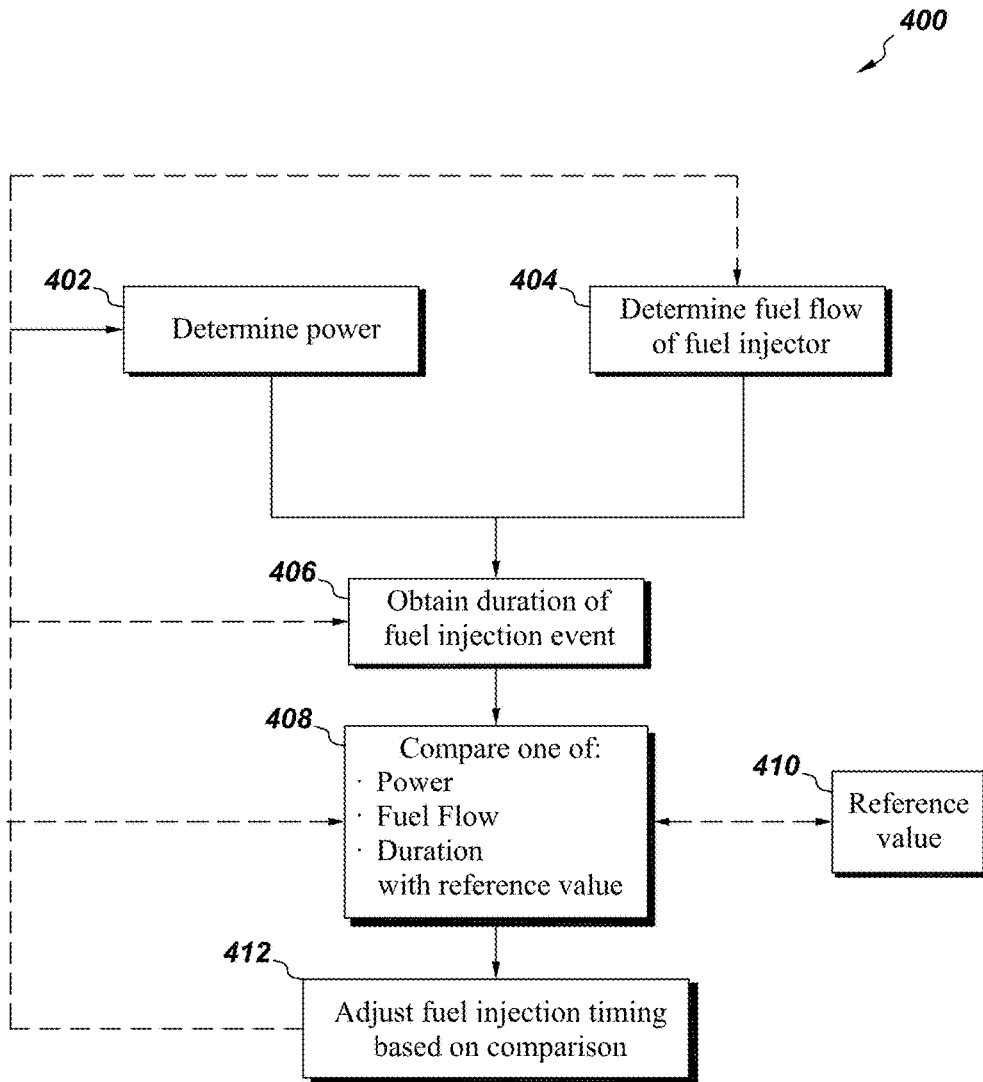 400
402
Determine power
404
Determine fuel flow
of fuel injector
406
Obtain duration of
fuel injection event
408
Compare one of:
· Power
· Fuel Flow
· Duration
with reference value
410
Reference
value
412
Adjust fuel injection timing
based on comparison